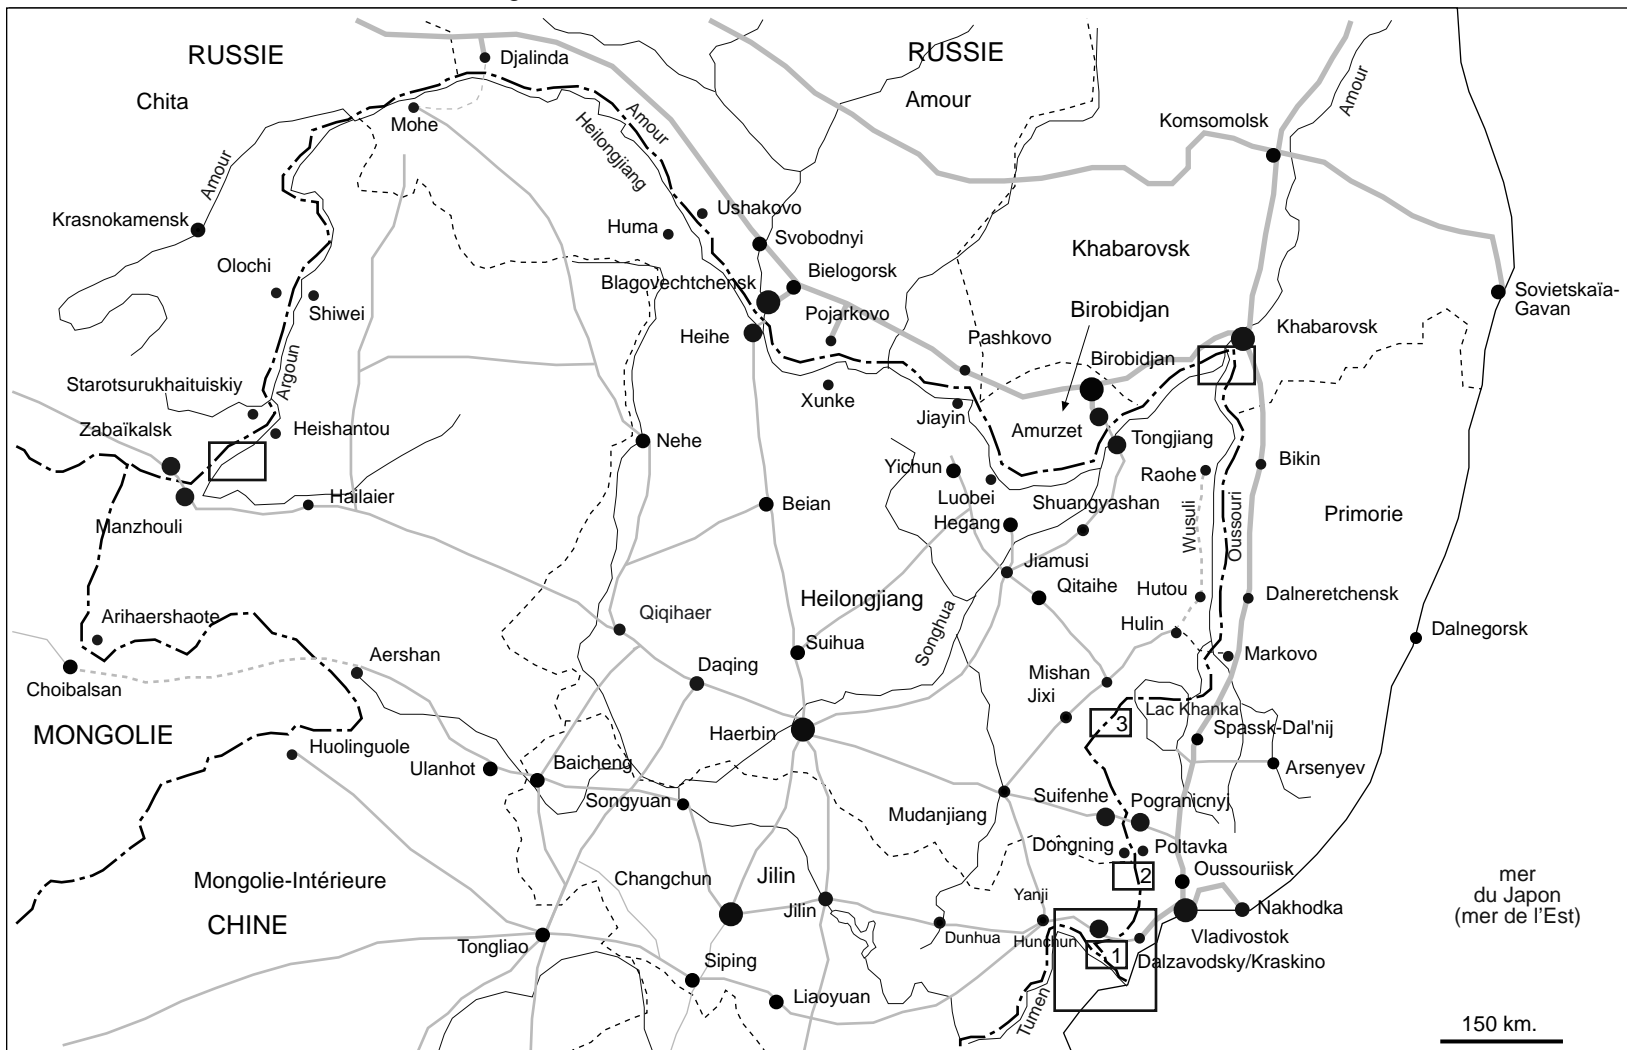 RUSSIE
Djalinda
RUSSIE
Chita
Amour
Mohe
Amour
Heilongjiang
Amour
Komsomolsk
Amour
Krasnokamensk
Ushakovo
Huma
Svobodnyi
Khabarovsk
Olochi
Shiwei
Bielogorsk
Blagovechtchensk
Pojarkovo
Birobidjan
Sovietskaïa-
Gavan
Heihe
Pashkovo
Birobidjan
Khabarovsk
Argoun
Starotsurukhaituiskiy
Xunke
Jiayin
Amurzet
Heishantou
Zabaïkalsk
Nehe
Tongjiang
Yichun
Raohe
Bikin
Luobei
Hailaier
Manzhouli
Beian
Hegang
Shuangyashan
Wusuli
Oussouri
Primorie
Jiamusi
Qitaihe
Heilongjiang
Hutou
Dalneretchensk
Arihaershaote
Qiqihaer
Songhua
Hulin
Dalnegorsk
Aershan
Suihua
Markovo
Choibalsan
Daqing
Mishan
Jixi
Lac Khanka
MONGOLIE
Haerbin
3
Spassk-Dal'nij
Huolinguole
Ulanhot
Baicheng
Arsenyev
Songyuan
Mudanjiang
Suifenhe
Pogranicnyj
Dongning
Poltavka
Mongolie-Intérieure
Changchun
Jilin
2
Oussouriisk
mer
du Japon
(mer de l'Est)
CHINE
Jilin
Yanji
Nakhodka
Tongliao
Dunhua
Hunchun
Vladivostok
1
Dalzavodsky/Kraskino
Siping
Liaoyuan
Tumen
150 km.